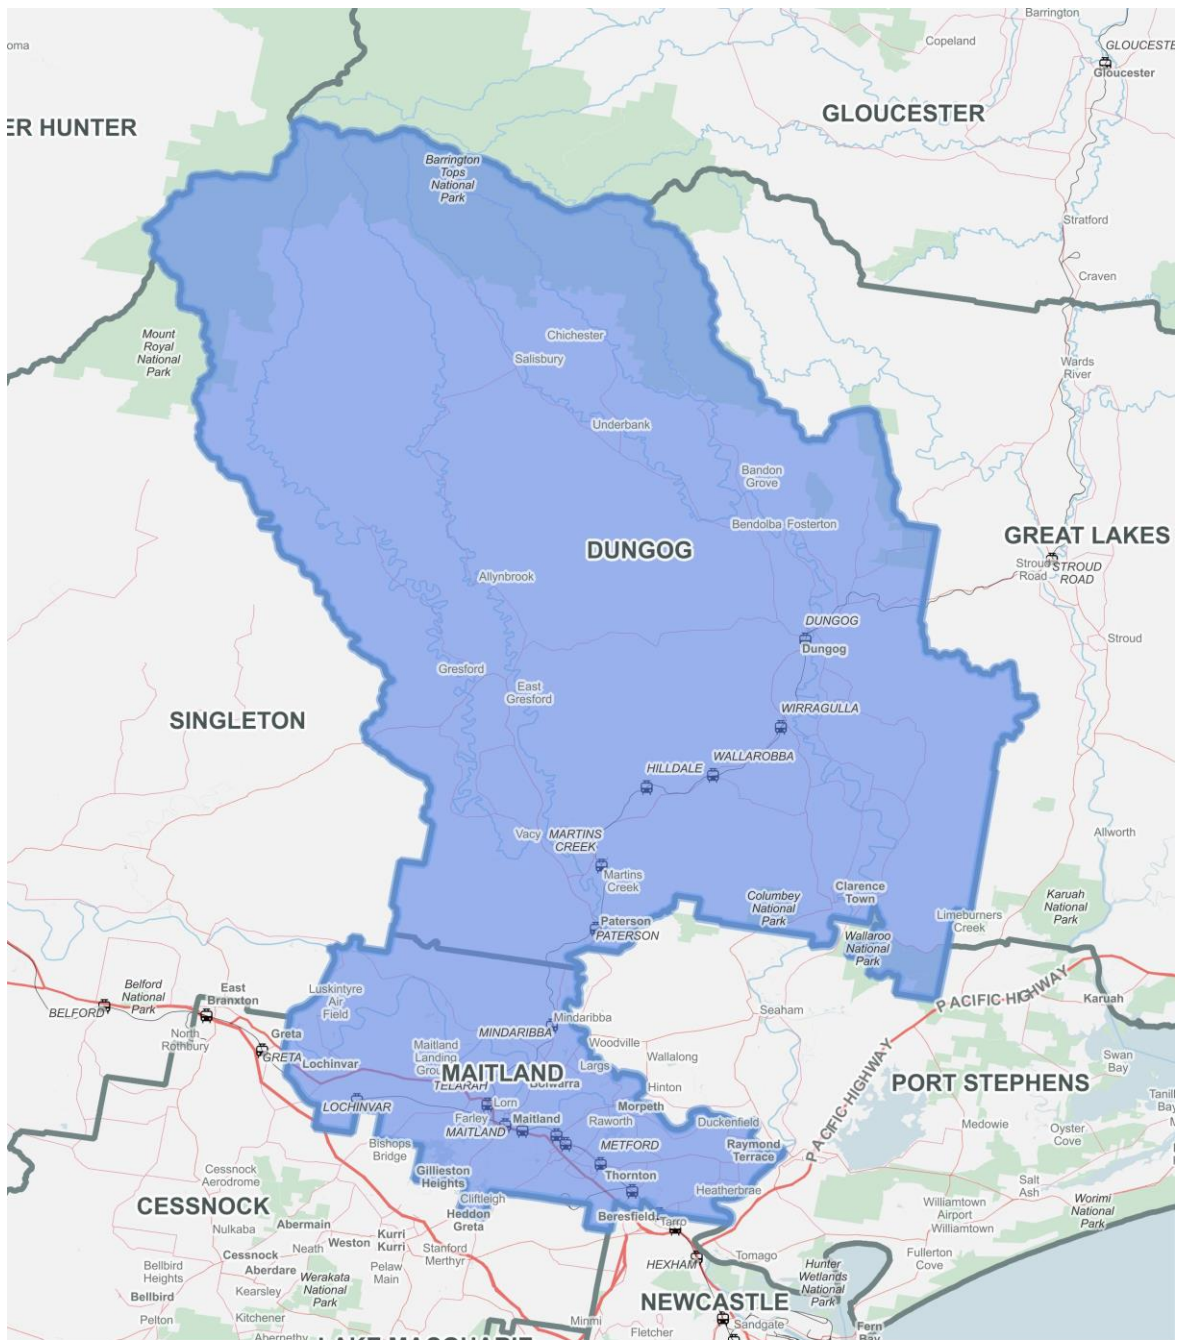 Barrington
Copeland
GLOUCESTE
Gloucester
oma
ER HUNTER
GLOUCESTER
Barrington
Tops
National
Park
Stratford
Craven
Mount
Royal
National
Park
Chichester
Salisbury
Wards
River
Underbank
Bandon
Grove
Bendolba Fosterton
DUNGOG
GREAT LAKES
Stroud
Road
STROUD
ROAD
Allynbrook
DUNGOG
Dungog
Stroud
Gresford
East
Gresford
SINGLETON
WIRRAGULLA
WALLAROBBA
HILLDALE
Vacy
MARTINS
CREEK
Martins
Creek
Allworth
Columbey
National
Park
Clarence
Town
Karuah
National
Park
Limeburners
Creek
Paterson
PATERSON
Wallaroo
National
Park
Belford
National
Park
BELFORD
East
Branxton
Luskintyre
Air
Field
North
Rothbury
Greta
GRETA
Lochinvar
MINDARIBBA
Mindaribba
Seaham
PACIFIC HIGHWAY
Karuah
Woodville
Wallalong
Maitland
Landing
Grou
MAITLAND
Largs
Bolwarra
TELARAH
Lorn
Hinton
Swan
Bay
PORT STEPHENS
PACIFIC HIGHWAY
Tanil
Bay
LOCHINVAR
Farley
MAITLAND
Maitland
Morpeth
Raworth
Duckenfield
Medowie
Oyster
Cove
Bishops
Bridge
METFORD
Raymond
Terrace
Gillieston
Heights
Thornton
Heatherbrae
Salt
Ash
Cessnock
Aerodrome
CESSNOCK
Cliftleigh
Heddon
Greta
Beresfield
Tarro
Williamtown
Airport
Williamtown
Worimi
National
Park
Nulkaba
Abermain
Neath
Weston
Kurri
Kurri
Stanford
Merthyr
Cessnock
Aberdare
Pelaw
Main
HEXHAM
Tomago
Fullerton
Cove
Bellbird
Heights
Bellbird
Kearsley
Werakata
National
Park
Hunter
Wetlands
National
Park
NEWCASTLE
Pelton
Kitchener
Abernethy
LAKE MACQUARIE
Minmi
Fletcher
Sandgate
Fern
Bay